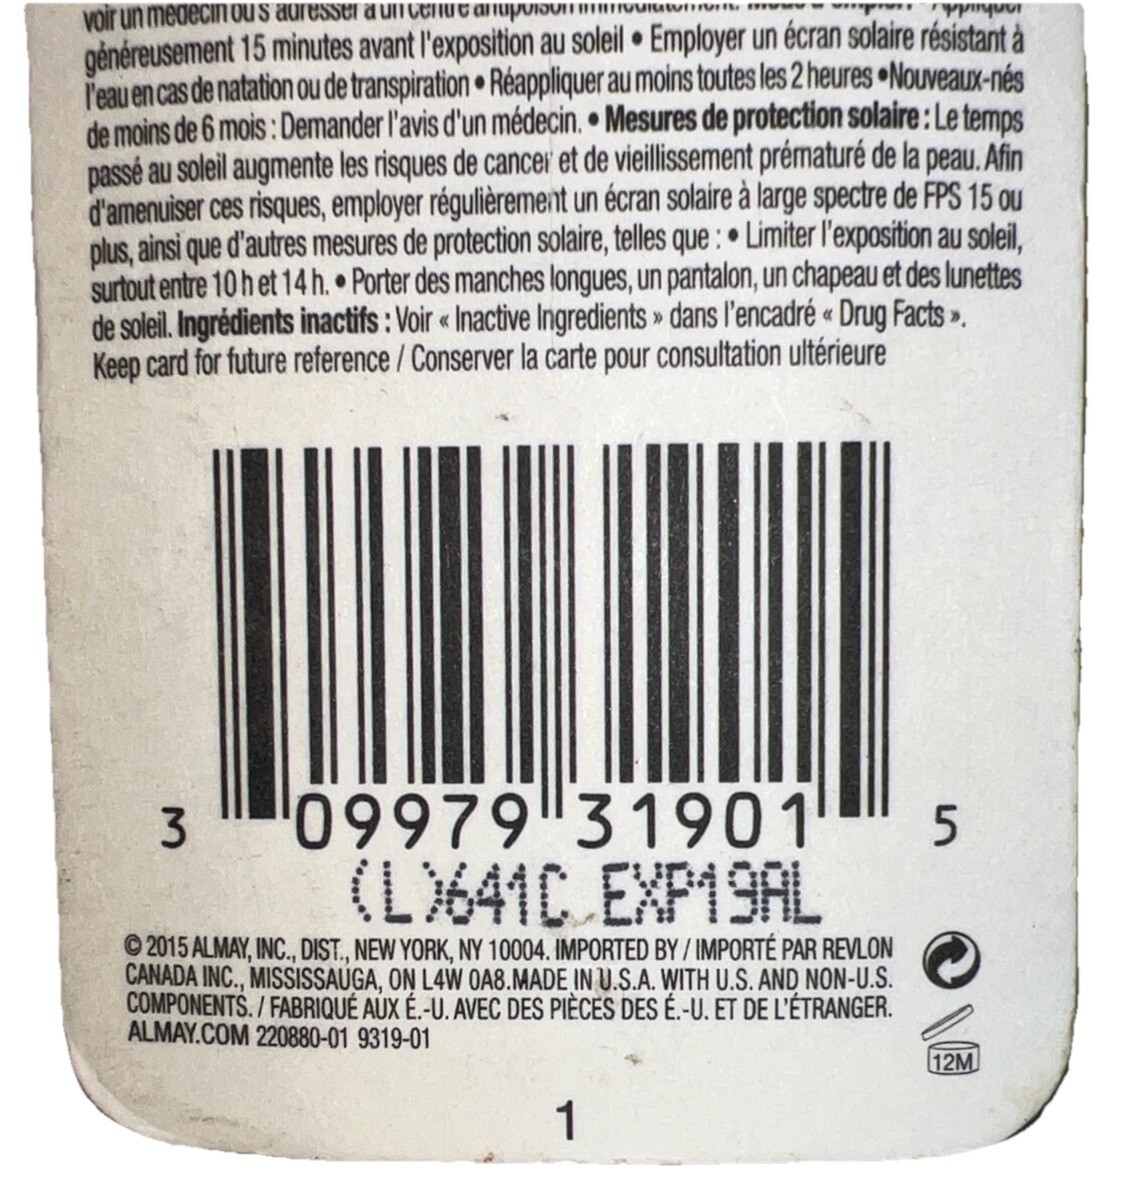 voir un médecin ou s'adresser à un centre antipoison immédiatement.
généreusement 15 minutes avant l'exposition au soleil • Employer un écran solaire résistant à
l'eau en cas de natation ou de transpiration • Réappliquer au moins toutes les 2 heures •Nouveaux-nés
de moins de 6 mois : Demander l'avis d'un médecin. • Mesures de protection solaire : Le temps
passé au soleil augmente les risques de cancer et de vieillissement prématuré de la peau. Afin
d'amenuiser ces risques, employer régulièrement un écran solaire à large spectre de FPS 15 ou
plus, ainsi que d'autres mesures de protection solaire, telles que : • Limiter l'exposition au soleil,
surtout entre 10 h et 14 h. • Porter des manches longues, un pantalon, un chapeau et des lunettes
de soleil. Ingrédients inactifs : Voir « Inactive Ingredients » dans l'encadré « Drug Facts ».
Keep card for future reference / Conserver la carte pour consultation ultérieure
3 09979 31901 5
(L)641C EXP19AL
© 2015 ALMAY, INC., DIST., NEW YORK, NY 10004. IMPORTED BY / IMPORTÉ PAR REVLON
CANADA INC., MISSISSAUGA, ON L4W 0A8.MADE IN U.S.A. WITH U.S. AND NON-U.S.
COMPONENTS. / FABRIQUÉ AUX É.-U. AVEC DES PIÈCES DES É.-U. ET DE L'ÉTRANGER.
ALMAY.COM 220880-01 9319-01
12M
1